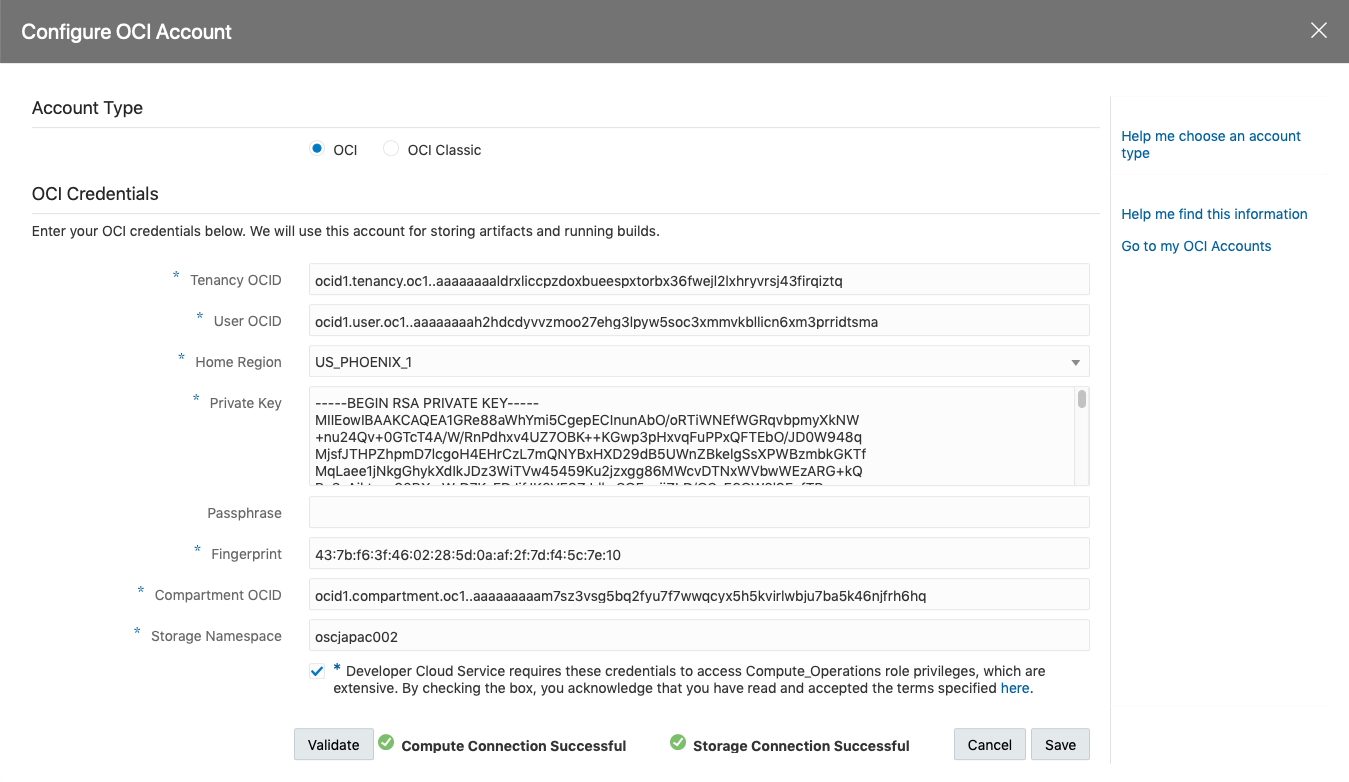 Configure OCI Account
Account Type
OCI
OCI Classic
Help me choose an account
type
OCI Credentials
Help me find this information
Enter your OCI credentials below. We will use this account for storing artifacts and running builds.
Go to my OCI Accounts
* Tenancy OCID
ocid1.tenancy.oc1..aaaaaaaaldrxliccpzdoxbueespxtorbx36fwejl2lxhryvrsj43firqiztq
* User OCID
ocid1.user.oc1..aaaaaaaah2hdcdyvvzmoo27ehg3lpyw5soc3xmmvkbllicn6xm3prridtsma
* Home Region
US_PHOENIX_1
* Private Key
-----BEGIN RSA PRIVATE KEY-----
MIIEowIBAAKCAQEA1GRe88aWhYmi5CgepECInunAbO/oRTiWNEfWGRqvbpmyXkNW
+nu24Qv+0GTcT4A/W/RnPdhxv4UZ7OBK++KGwp3pHxvqFuPPxQFTEbO/JD0W948q
MjsfJTHPZhpmD7lcgoH4EHrCzL7mQNYBxHXD29dB5UWnZBkeIgSsXPWBzmbkGKTf
MqLaee1jNkgGhykXdIkJDz3WiTVw45459Ku2jzxgg86MWcvDTNxWVbwWEzARG+kQ
Passphrase
* Fingerprint
43:7b:f6:3f:46:02:28:5d:0a:af:2f:7d:f4:5c:7e:10
* Compartment OCID
ocid1.compartment.oc1..aaaaaaaaam7sz3vsg5bq2fyu7f7wwqcyx5h5kvirlwbju7ba5k46njfrh6hq
* Storage Namespace
oscjapac002
* Developer Cloud Service requires these credentials to access Compute_Operations role privileges, which are
extensive. By checking the box, you acknowledge that you have read and accepted the terms specified here.
Validate
Compute Connection Successful
Storage Connection Successful
Cancel
Save